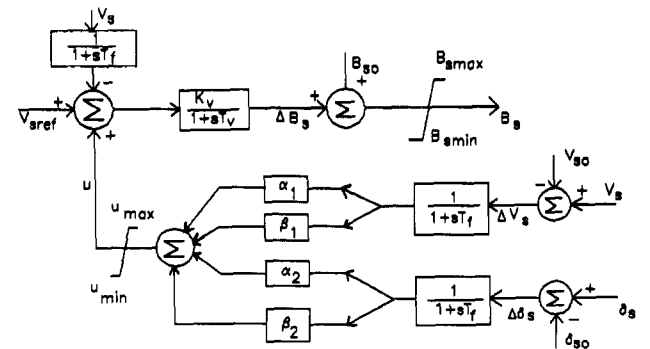 Vs
1
1+sTf
−
+
Vsref
Σ
+
Kv
1+sTv
ΔBs
Bso
+
+
Σ
Bsmax
Bsmin
Bs
u
umax
umin
Σ
α1
β1
α2
β2
1
1+sTf
ΔVs
Vso
−
+
Σ
Vs
1
1+sTf
Δδs
Σ
+
−
δs
δso